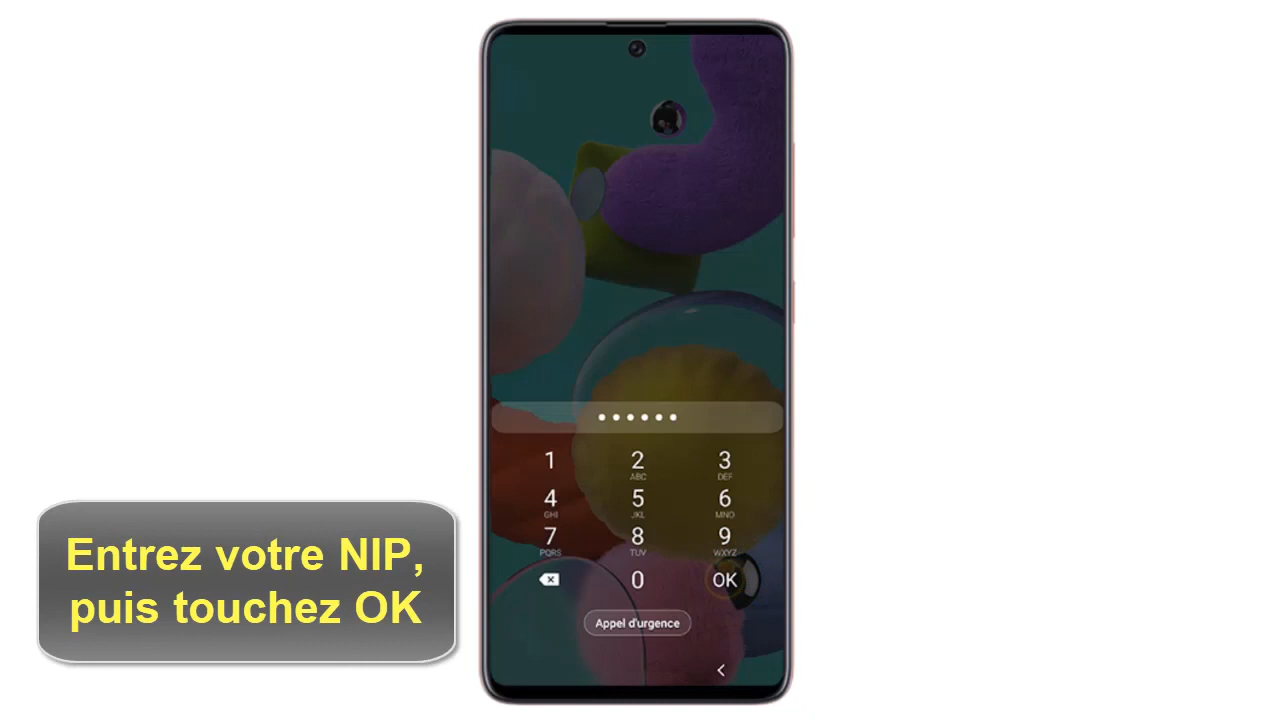 ••••••
1 2 3
ABC DEF
4 5 6
GHI JKL MNO
7 8 9
PQRS TUV WXYZ
0 OK
Appel d'urgence
Entrez votre NIP,
puis touchez OK